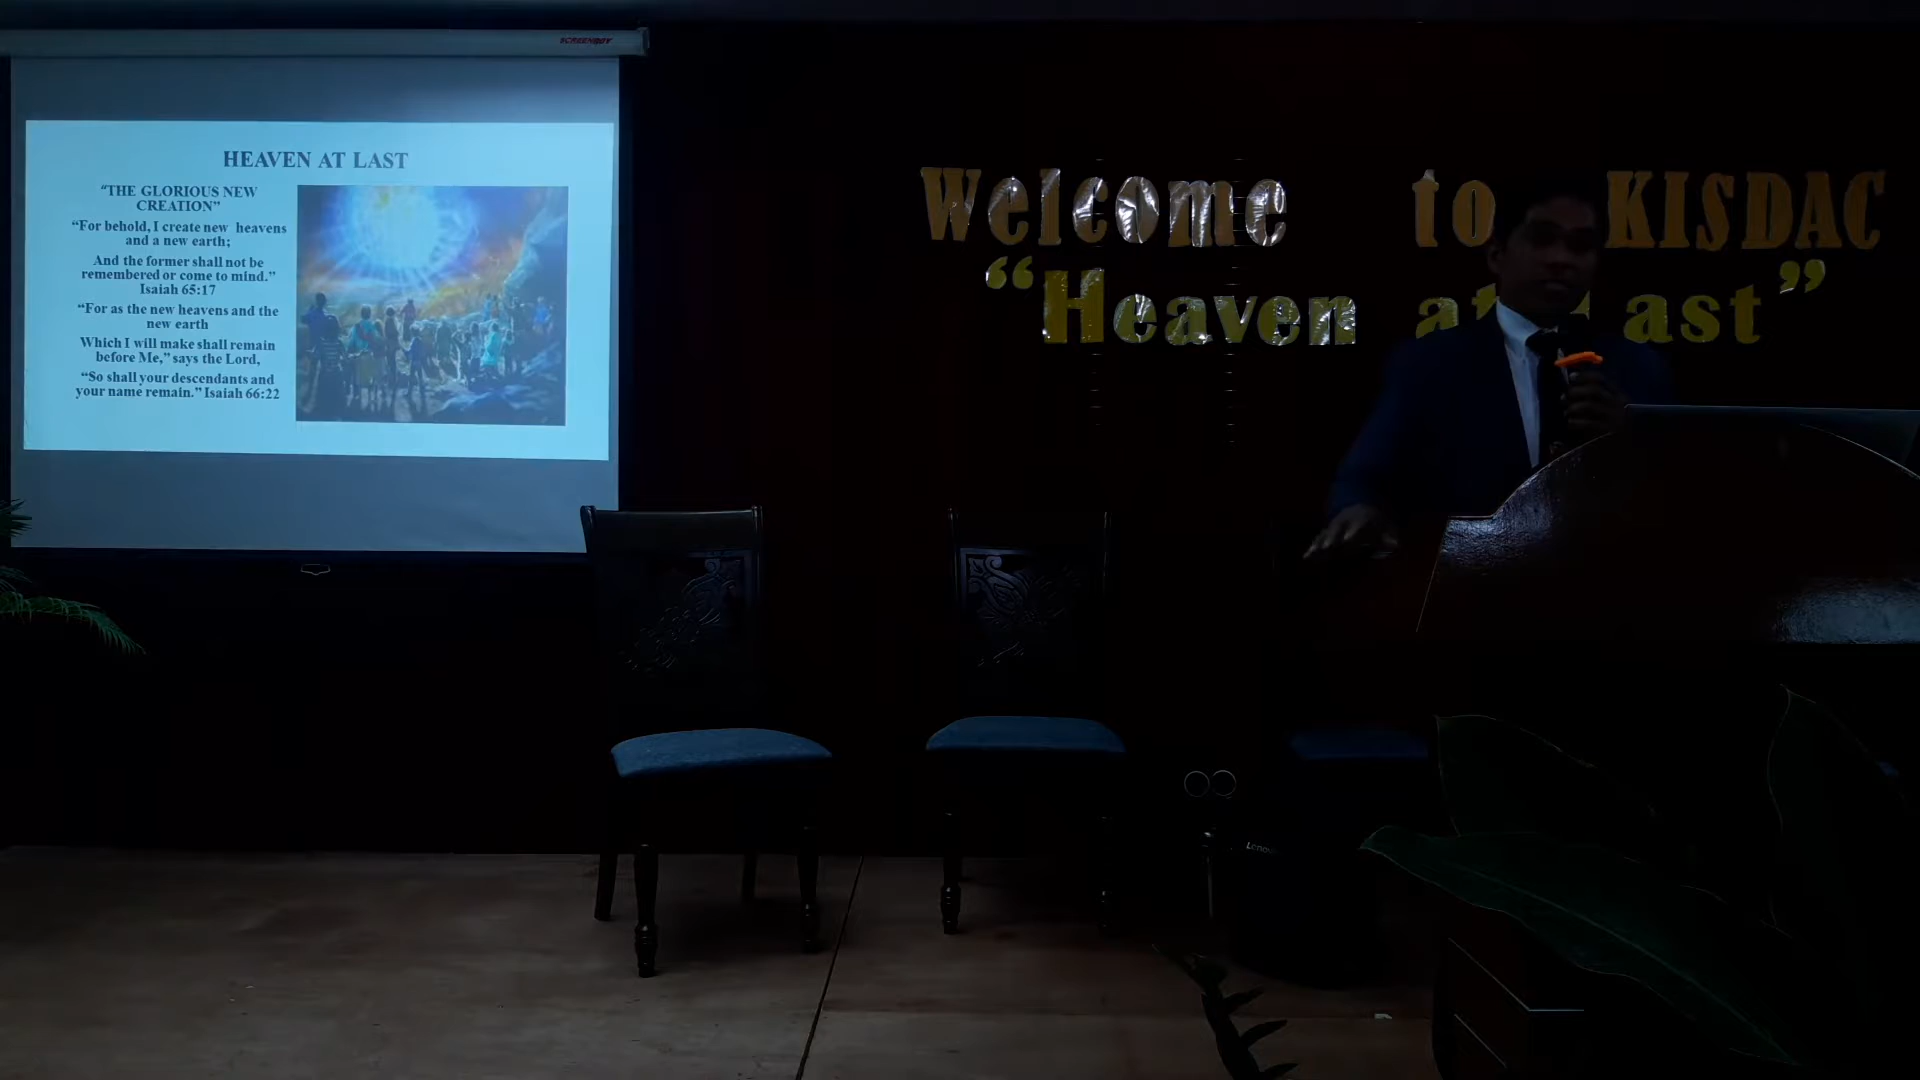 SCREENBOY
HEAVEN AT LAST
“THE GLORIOUS NEW
CREATION”
“For behold, I create new heavens
and a new earth;
And the former shall not be
remembered or come to mind.”
Isaiah 65:17
“For as the new heavens and the
new earth
Which I will make shall remain
before Me,” says the Lord,
“So shall your descendants and
your name remain.” Isaiah 66:22
Welcome to KISDAC
“Heaven at ast”